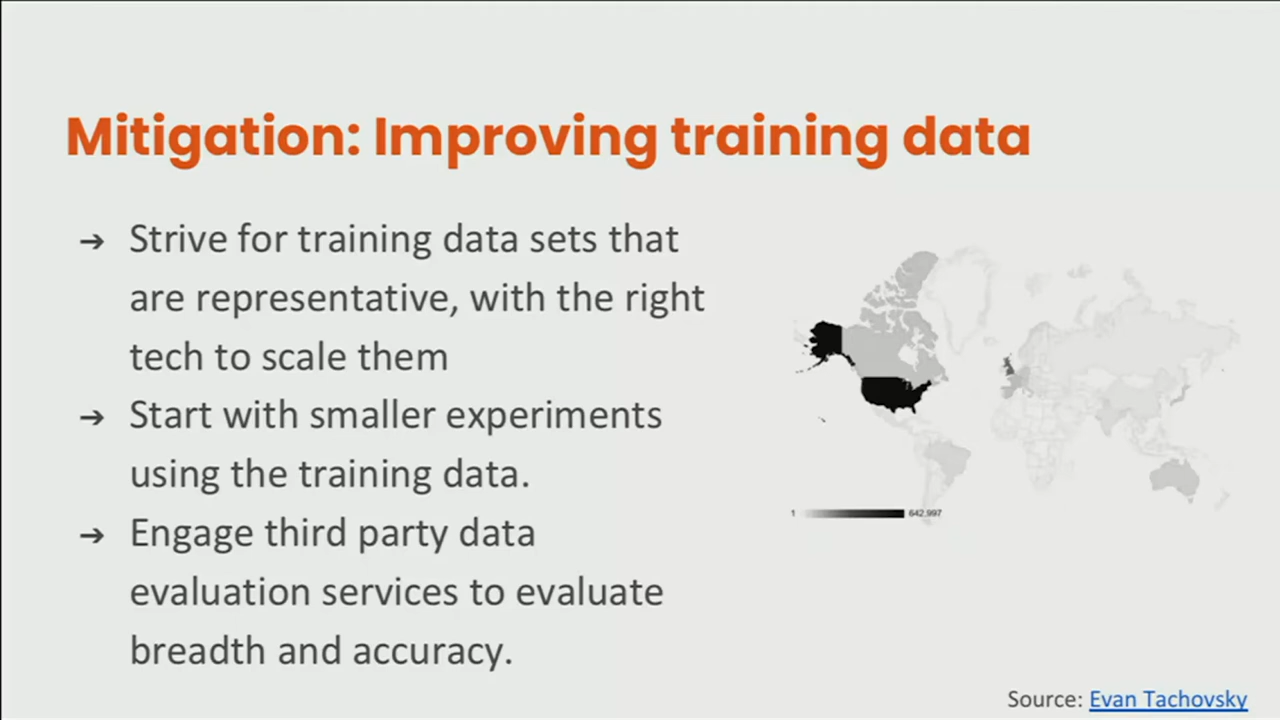 Mitigation: Improving training data
➔ Strive for training data sets that
are representative, with the right
tech to scale them
➔ Start with smaller experiments
using the training data.
➔ Engage third party data
evaluation services to evaluate
breadth and accuracy.
1 642,997
Source: Evan Tachovsky